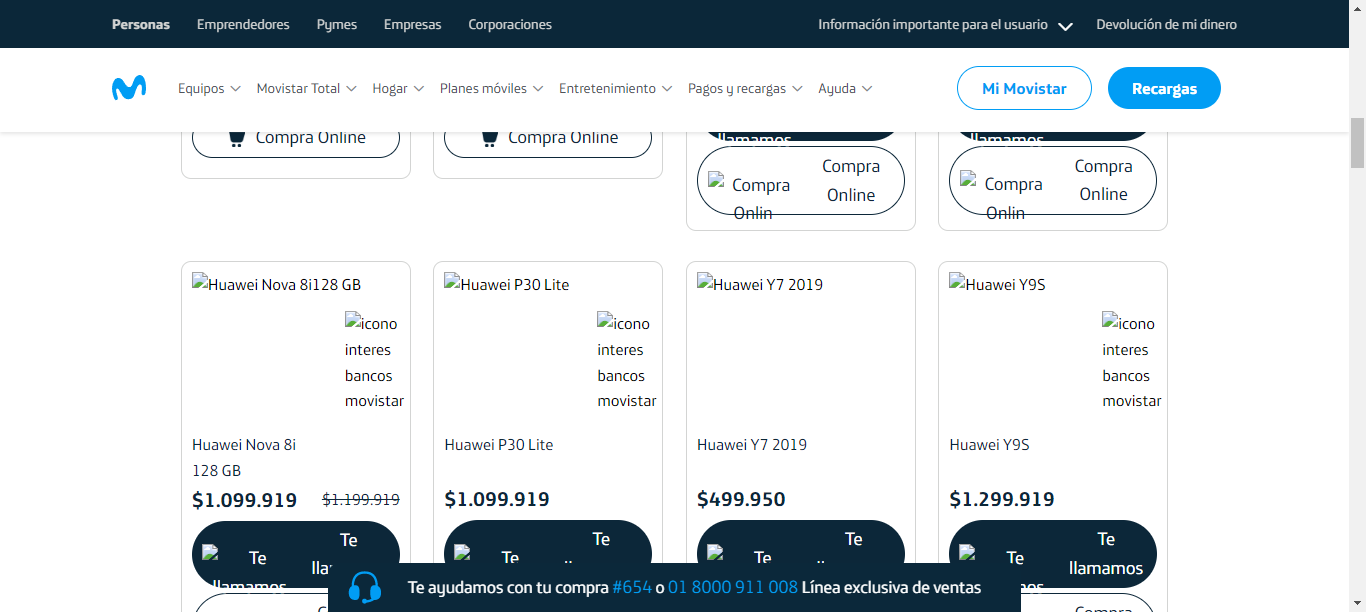 Personas Emprendedores Pymes Empresas Corporaciones Información importante para el usuario Devolución de mi dinero
Equipos Movistar Total Hogar Planes móviles Entretenimiento Pagos y recargas Ayuda Mi Movistar Recargas
Compra Online
Compra Online
llamamos
Compra Onlin
Compra Online
llamamos
Compra Onlin
Compra Online
Huawei Nova 8i128 GB
icono
interes
bancos
movistar
Huawei Nova 8i
128 GB
$1.099.919 $1.199.919
Te
llamamos
Te
Huawei P30 Lite
icono
interes
bancos
movistar
Huawei P30 Lite
$1.099.919
Te
Te
Huawei Y7 2019
Huawei Y7 2019
$499.950
Te
Te
Huawei Y9S
icono
interes
bancos
movistar
Huawei Y9S
$1.299.919
Te
Te
llamamos
Compra
Te ayudamos con tu compra #654 o 01 8000 911 008 Línea exclusiva de ventas